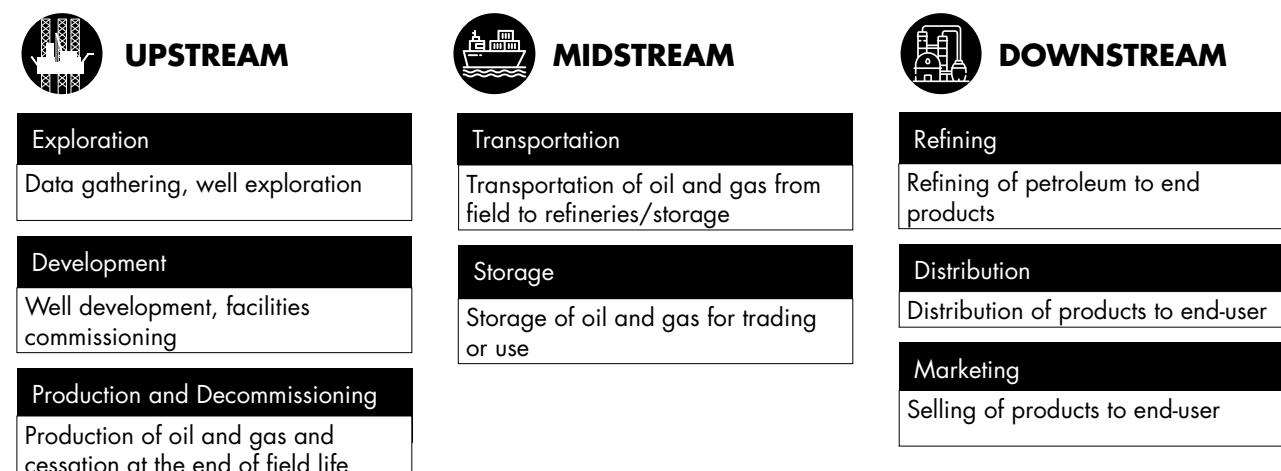 UPSTREAM
Exploration
Data gathering, well exploration
Development
Well development, facilities
commissioning
Production and Decommissioning
Production of oil and gas and
cessation at the end of field life
MIDSTREAM
Transportation
Transportation of oil and gas from
field to refineries/storage
Storage
Storage of oil and gas for trading
or use
DOWNSTREAM
Refining
Refining of petroleum to end
products
Distribution
Distribution of products to end-user
Marketing
Selling of products to end-user